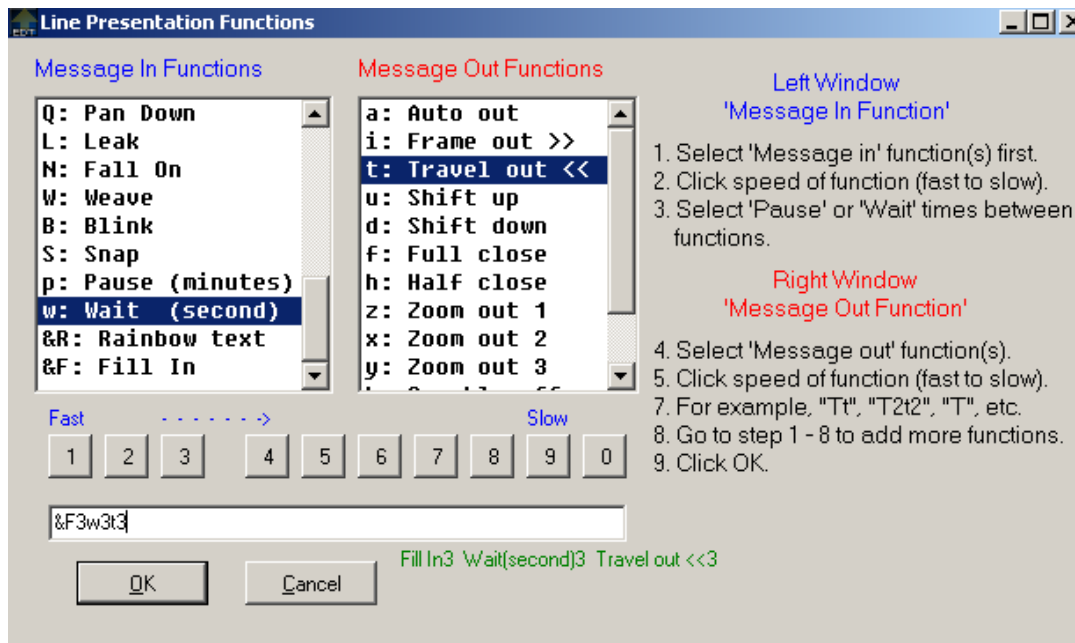 EDT Line Presentation Functions
Message In Functions
Q: Pan Down
L: Leak
N: Fall On
W: Weave
B: Blink
S: Snap
p: Pause (minutes)
w: Wait (second)
&R: Rainbow text
&F: Fill In
Message Out Functions
a: Auto out
i: Frame out >>
t: Travel out <<
u: Shift up
d: Shift down
f: Full close
h: Half close
z: Zoom out 1
x: Zoom out 2
y: Zoom out 3
Left Window
'Message In Function'
1. Select 'Message in' function(s) first.
2. Click speed of function (fast to slow).
3. Select 'Pause' or 'Wait' times between
functions.
Right Window
'Message Out Function'
4. Select 'Message out' function(s).
5. Click speed of function (fast to slow).
7. For example, "Tt", "T2t2", "T", etc.
8. Go to step 1 - 8 to add more functions.
9. Click OK.
Fast - - - - - - -> Slow
1 2 3 4 5 6 7 8 9 0
&F3w3t3
Fill In3 Wait(second)3 Travel out <<3
OK Cancel